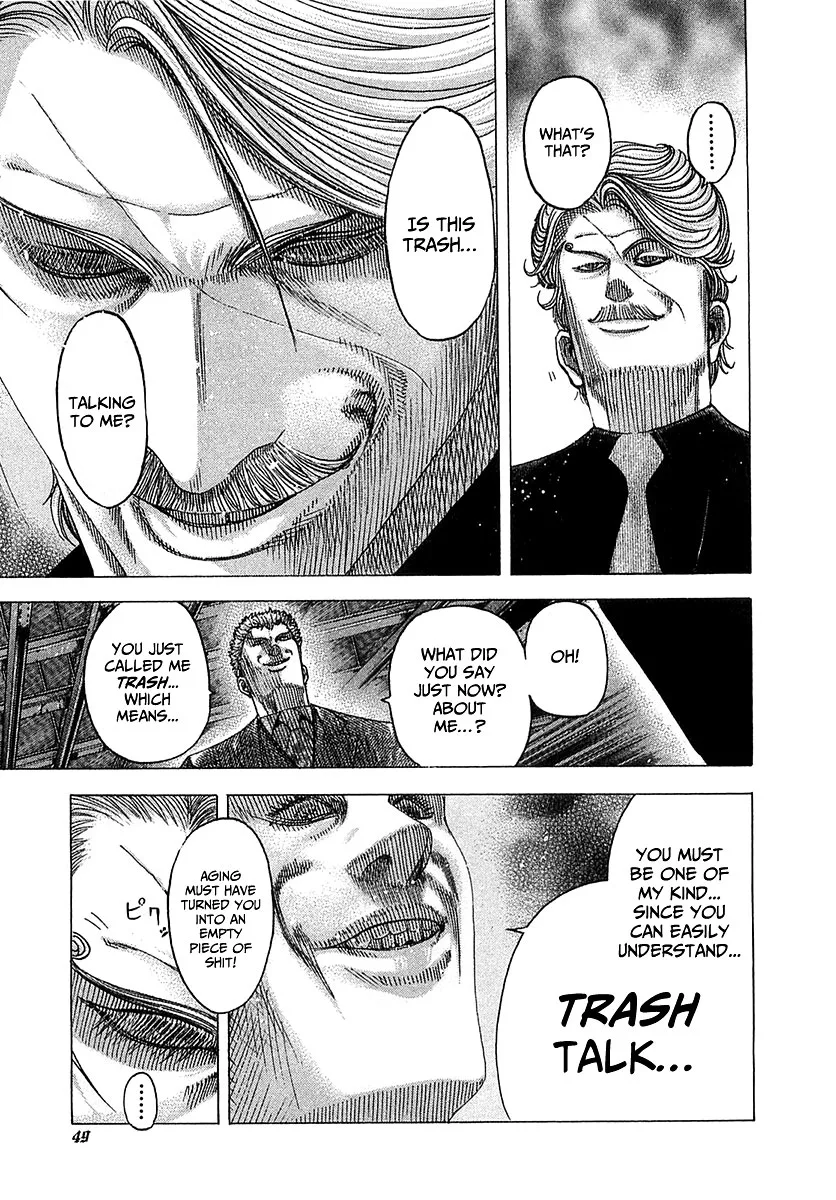 ………
WHAT'S
THAT?
IS THIS
TRASH...
TALKING
TO ME?
OH!
WHAT DID
YOU SAY
JUST NOW?
ABOUT
ME...?
YOU JUST
CALLED ME
TRASH...
WHICH
MEANS...
YOU MUST
BE ONE OF
MY KIND...
SINCE YOU
CAN EASILY
UNDERSTAND...
TRASH
TALK...
AGING
MUST HAVE
TURNED YOU
INTO AN
EMPTY
PIECE OF
SHIT!
ピクッ
………
49